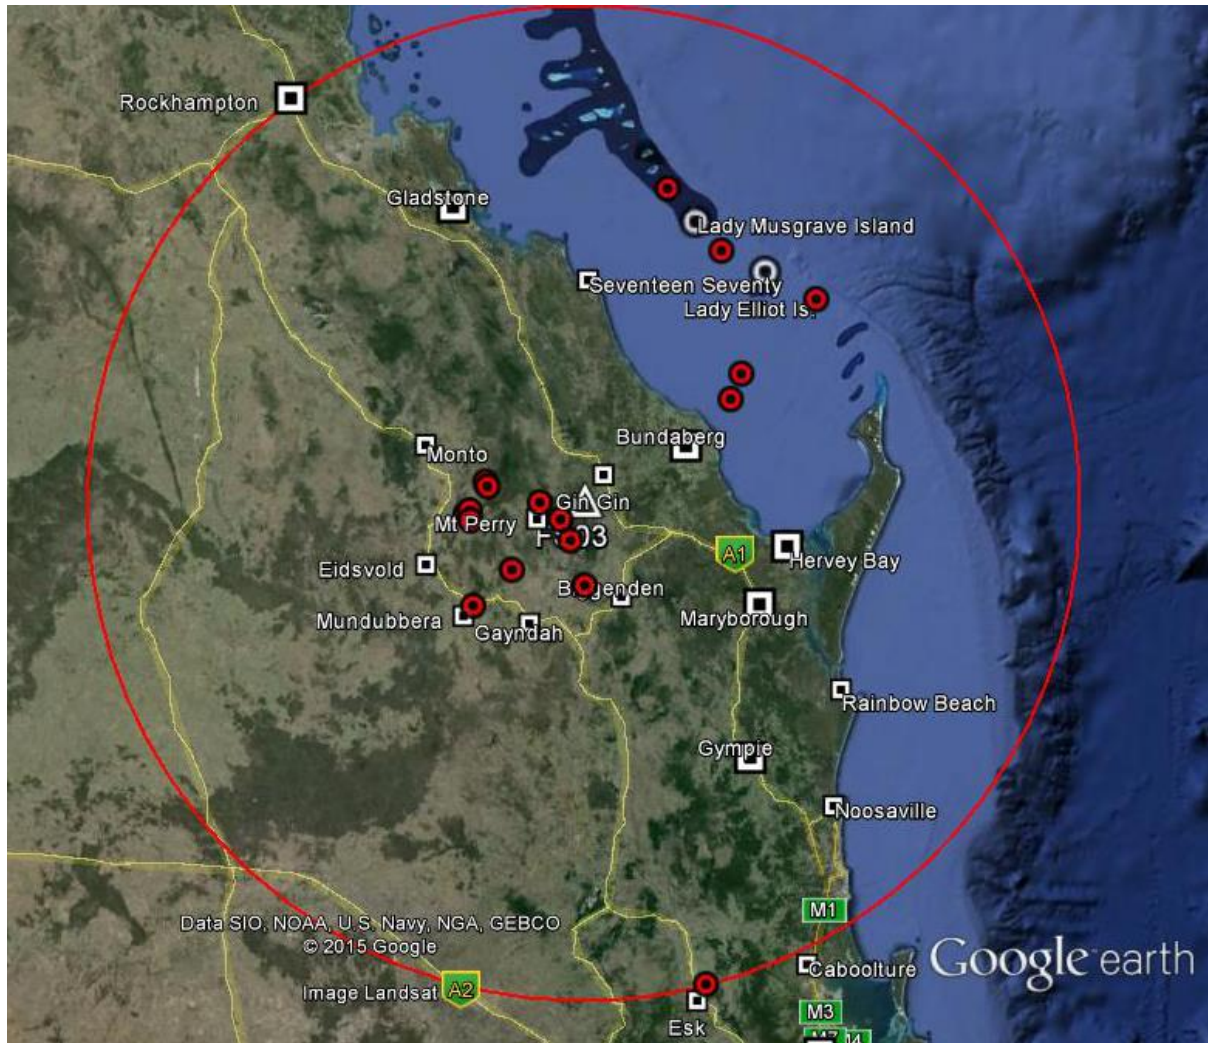 Rockhampton
Gladstone
Lady Musgrave Island
Seventeen Seventy
Lady Elliot Is.
Bundaberg
Monto
Gin Gin
Mt Perry
A1
Hervey Bay
Eidsvold
Biggenden
Maryborough
Mundubbera
Gayndah
Rainbow Beach
Gympie
Noosaville
M1
Data SIO, NOAA, U.S. Navy, NGA, GEBCO
© 2015 Google
Google earth
Caboolture
Image Landsat
A2
M3
Esk